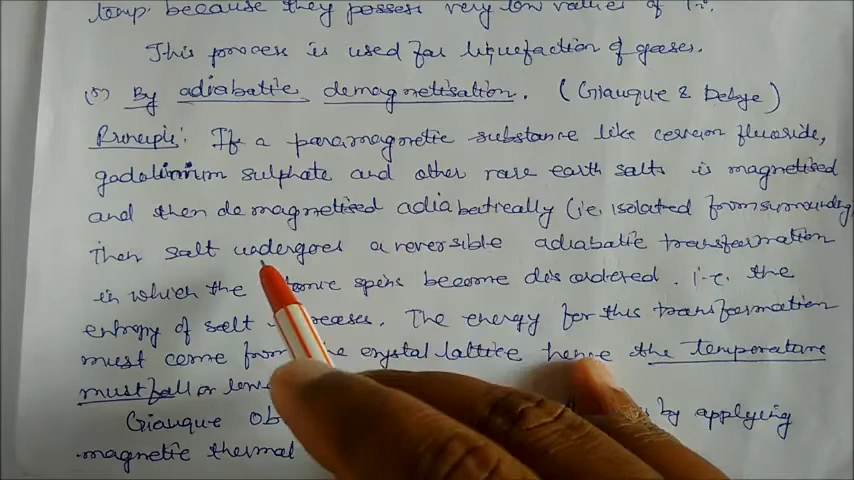 temp. because they possess very low values of Ti.
This process is used for liquefaction of gases.
By adiabatic demagnetisation. (Giauque & Debye)
Principle: If a paramagnetic substance like cerium fluoride,
gadolinium sulphate and other rare earth salts is magnetised
and then demagnetised adiabatically (i.e. isolated from surrounding
Then salt undergoes a reversible adiabatic transformation
in which the spins become disordered. i.e. the
entropy of salt The energy for this transformation
must come from crystal lattice hence the temperature
must fall or
Giauque by applying
magnetic thermal